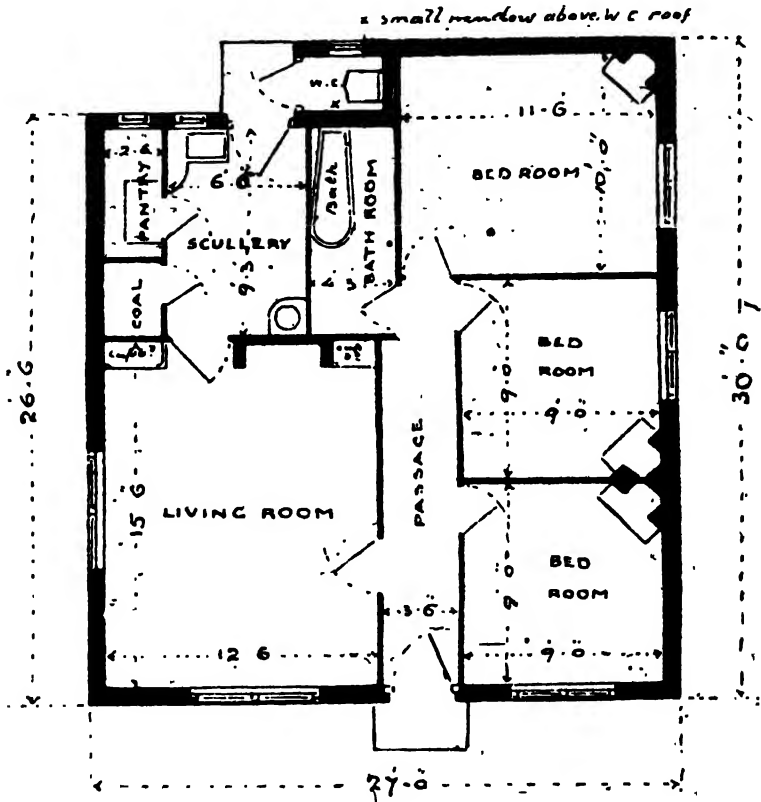 x small window above W C roof
W.C.
x
11·6
10·0"
BED ROOM
2·
PANTRY
6·6
SCULLERY
9·3
Bath
BATH ROOM
COAL
26·6"
30·0"
BED
ROOM
9·0
9·0"
PASSAGE
LIVING ROOM
15·6
BED
ROOM
9·0
3·6
12·6
9·0"
27·0"